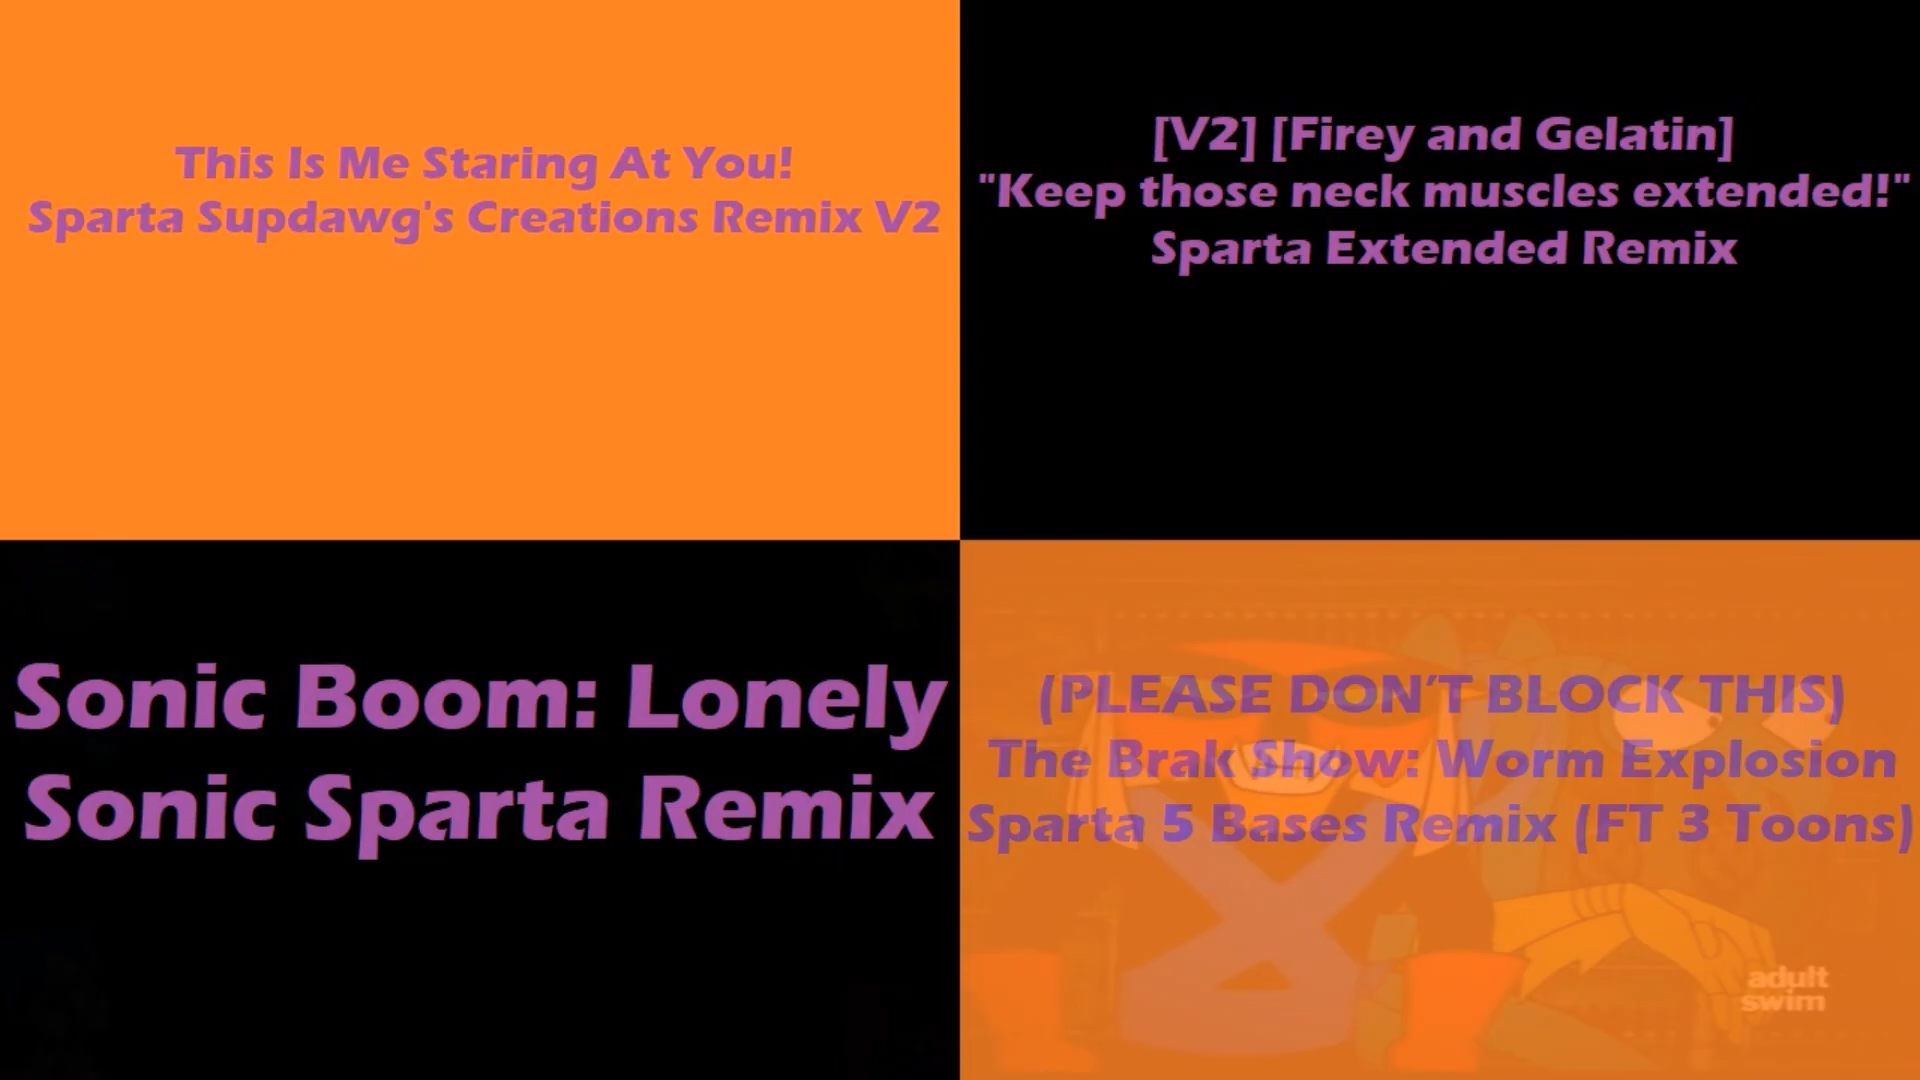 This Is Me Staring At You!
Sparta Supdawg's Creations Remix V2
[V2] [Firey and Gelatin]
"Keep those neck muscles extended!"
Sparta Extended Remix
Sonic Boom: Lonely
Sonic Sparta Remix
(PLEASE DON'T BLOCK THIS)
The Brak Show: Worm Explosion
Sparta 5 Bases Remix (FT 3 Toons)
adult
swim